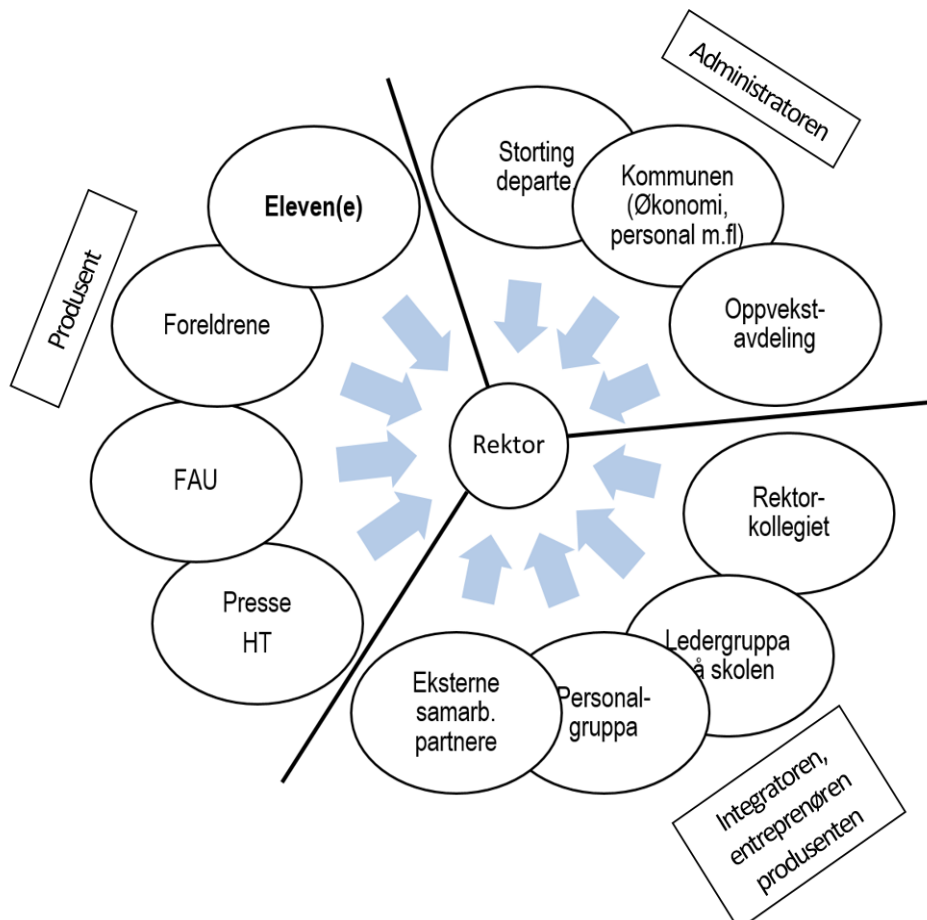 Administratoren
Storting
departe.
Kommunen
(Økonomi,
personal m.fl)
Oppvekst-
avdeling
Eleven(e)
Produsent
Foreldrene
FAU
Presse
HT
Rektor
Rektor-
kollegiet
Ledergruppa
å skolen
Personal-
gruppa
Eksterne
samarb.
partnere
Integratoren,
entreprenøren
produsenten